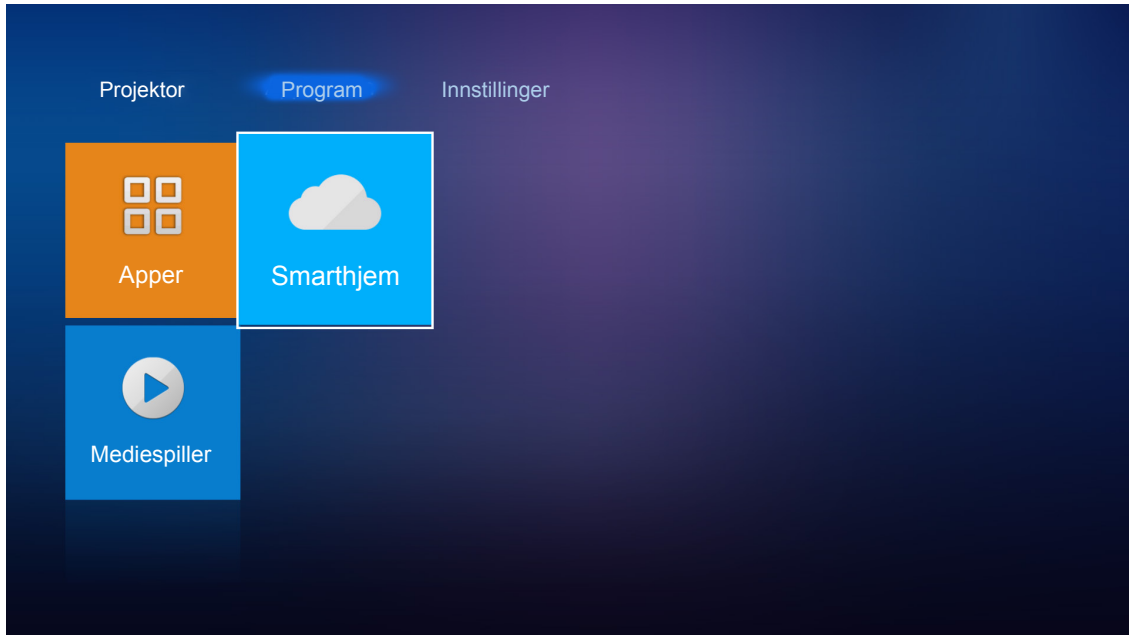 Projektor
Program
Innstillinger
Apper
Smarthjem
Mediespiller